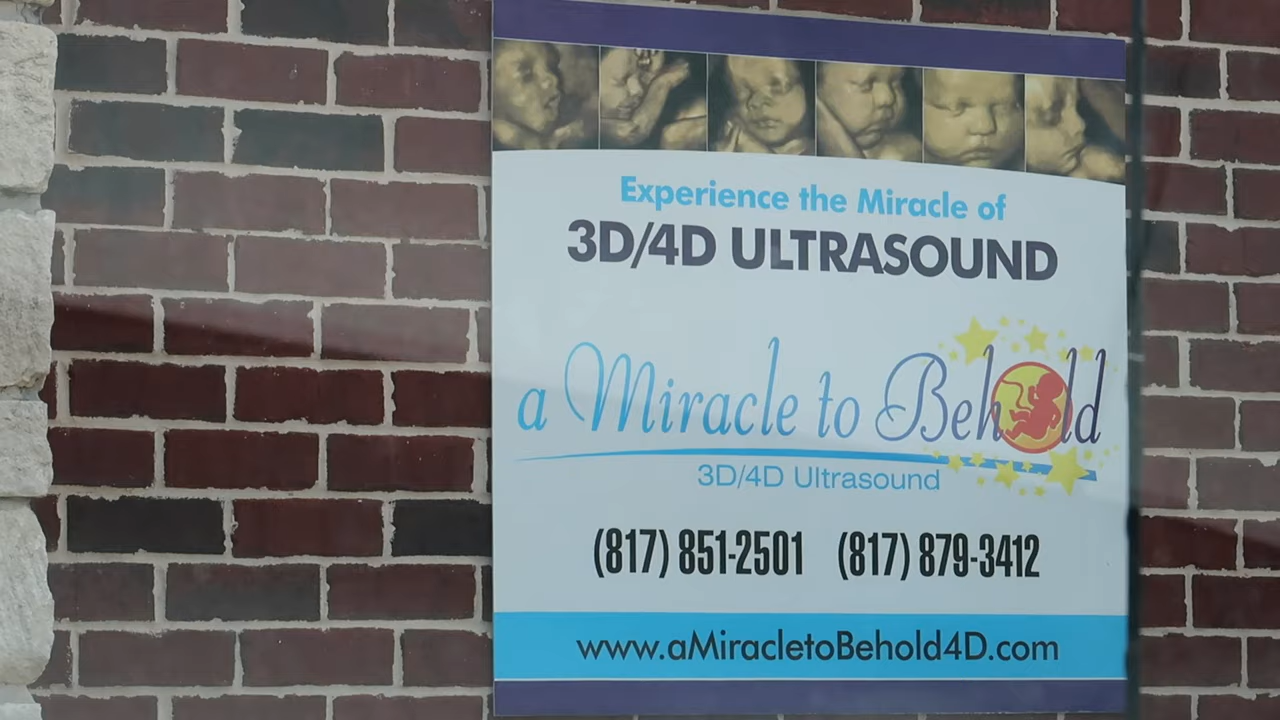 Experience the Miracle of
3D/4D ULTRASOUND
a Miracle to Behold
3D/4D Ultrasound
(817) 851-2501 (817) 879-3412
www.aMiracletoBehold4D.com